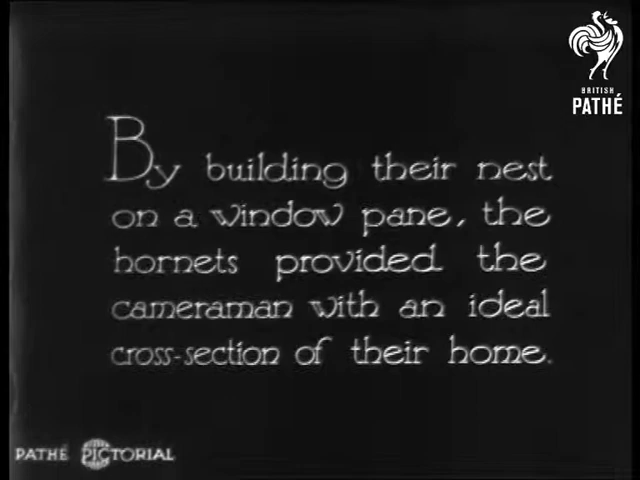 BRITISH
PATHÉ
By building their nest
on a window pane, the
hornets provided the
cameraman with an ideal
cross-section of their home.
PATHÉ PICTORIAL